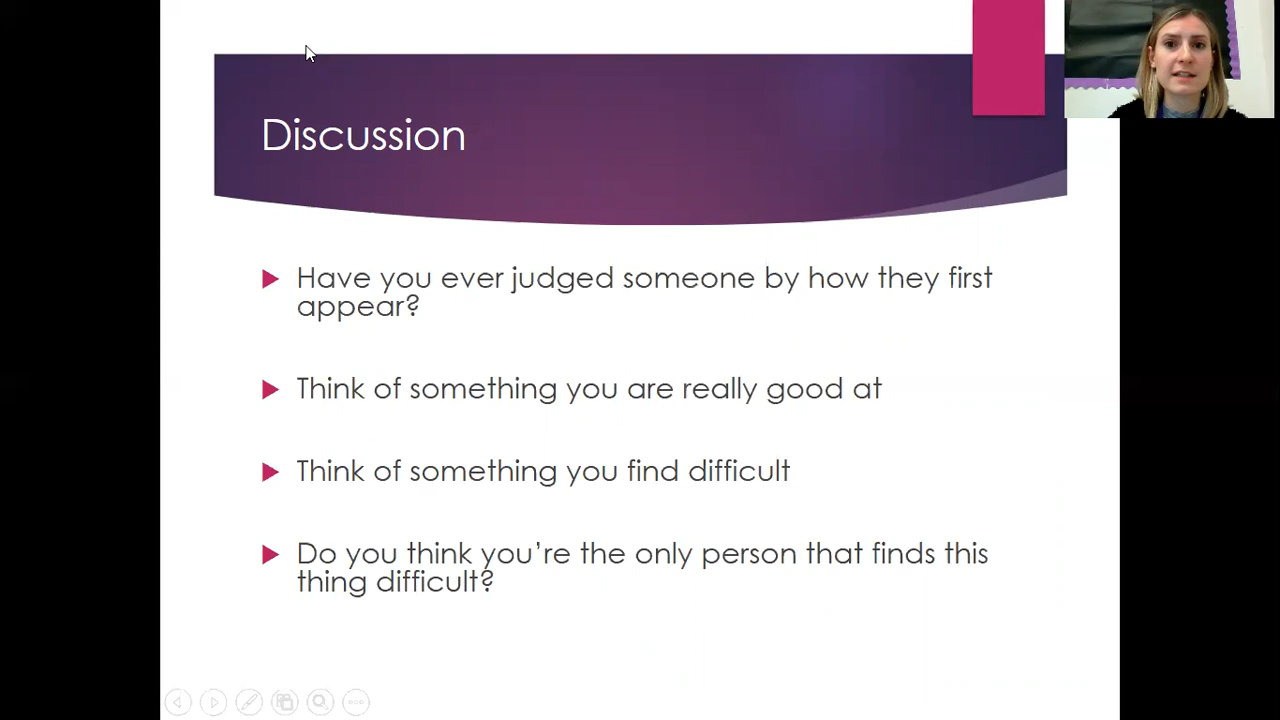 Discussion
Have you ever judged someone by how they first
appear?
Think of something you are really good at
Think of something you find difficult
Do you think you’re the only person that finds this
thing difficult?